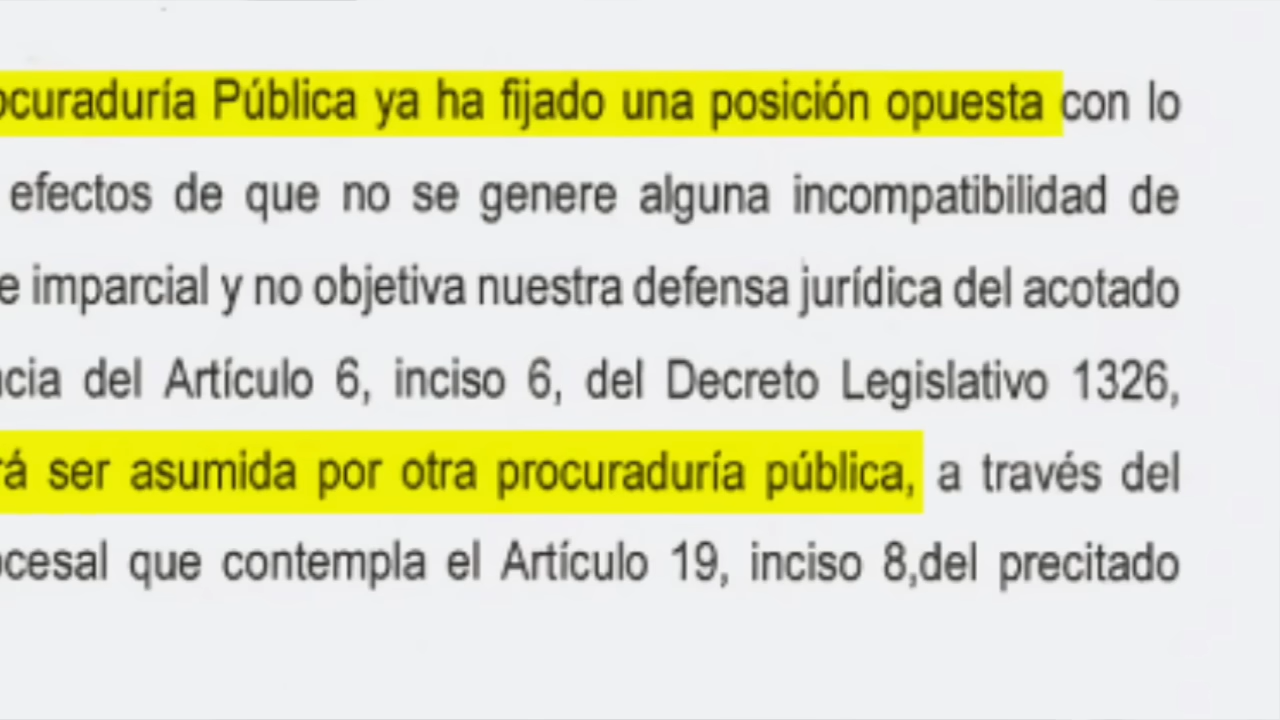 ocuraduría Pública ya ha fijado una posición opuesta con lo
efectos de que no se genere alguna incompatibilidad de
e imparcial y no objetiva nuestra defensa jurídica del acotado
ncia del Artículo 6, inciso 6, del Decreto Legislativo 1326,
rá ser asumida por otra procuraduría pública, a través del
ocesal que contempla el Artículo 19, inciso 8,del precitado